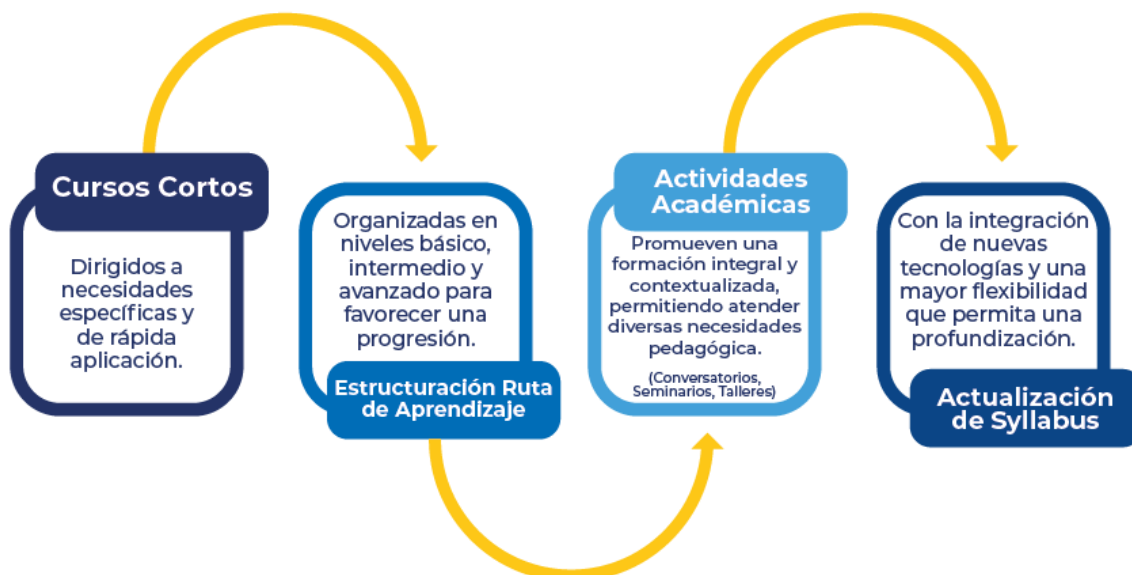 Cursos Cortos
Dirigidos a
necesidades
específicas y
de rápida
aplicación.
Organizadas en
niveles básico,
intermedio y
avanzado para
favorecer una
progresión.
Estructuración Ruta
de Aprendizaje
Actividades
Académicas
Promueven una
formación integral y
contextualizada,
permitiendo atender
diversas necesidades
pedagógica.
(Conversatorios,
Seminarios, Talleres)
Con la integración
de nuevas
tecnologías y una
mayor flexibilidad
que permita una
profundización.
Actualización
de Syllabus